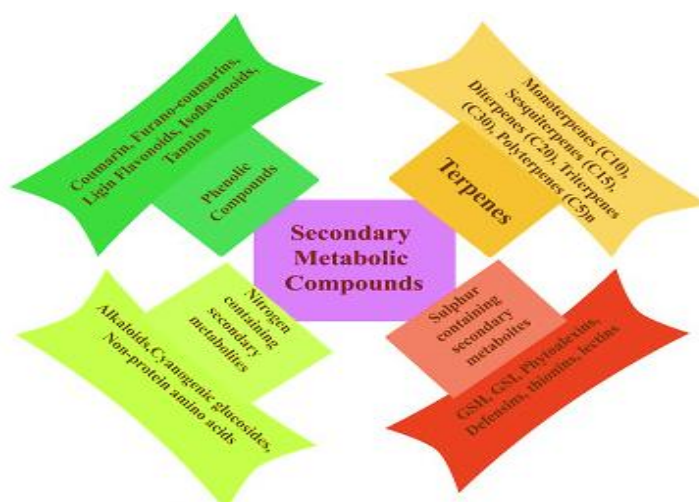 Coumarin, Furano-coumarins,
Ligin Flavonoids, Isoflavonoids,
Tannins
Phenolic
Compounds
Monoterpenes (C10),
Sesquiterpenes (C15),
Diterpenes (C20), Triterpenes
(C30), Polyterpenes (C5)n
Terpenes
Secondary
Metabolic
Compounds
Nitrogen
containing
secondary
metabolites
Alkaloids,Cyanogenic glucosides,
Non-protein amino acids
Sulphur
containing
secondary
metaboites
GSH, GSL, Phytoalexins,
Defensins, thionins, lectins